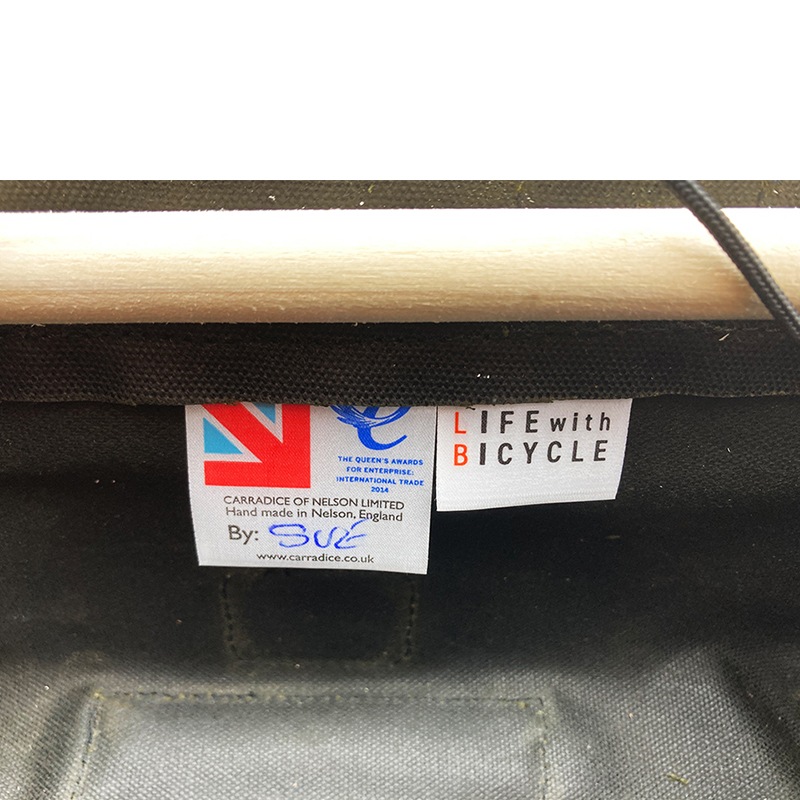 THE QUEEN'S AWARDS
FOR ENTERPRISE:
INTERNATIONAL TRADE
2014
CARRADICE OF NELSON LIMITED
Hand made in Nelson, England
By: SUE
www.carradice.co.uk
LIFE with
BICYCLE